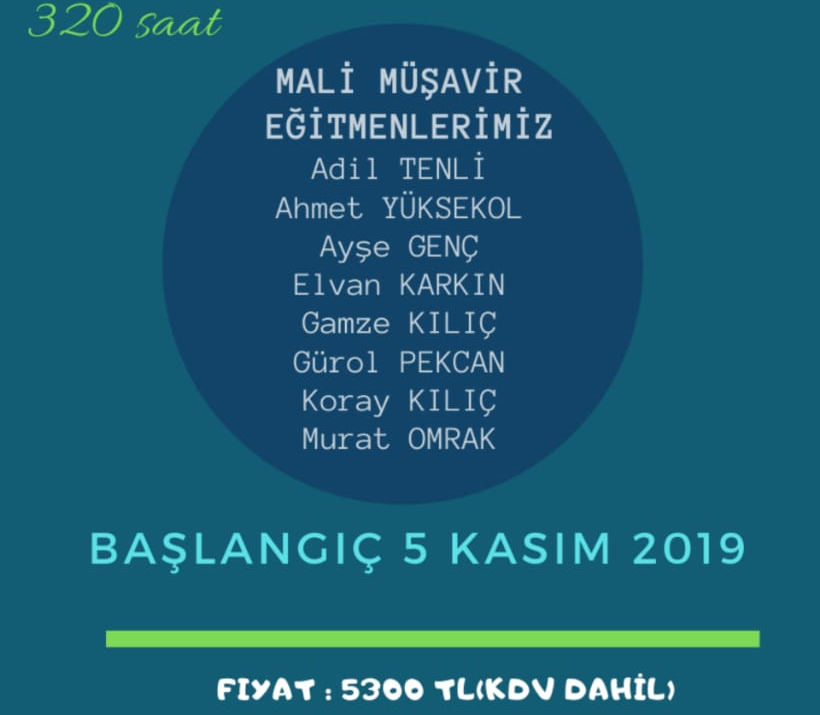 320 saat
MALİ MÜŞAVİR
EĞİTMENLERİMİZ
Adil TENLİ
Ahmet YÜKSEKOL
Ayşe GENÇ
Elvan KARKIN
Gamze KILIÇ
Gürol PEKCAN
Koray KILIÇ
Murat OMRAK
BAŞLANGIÇ 5 KASIM 2019
FIYAT : 5300 TL(KDV DAHİL)